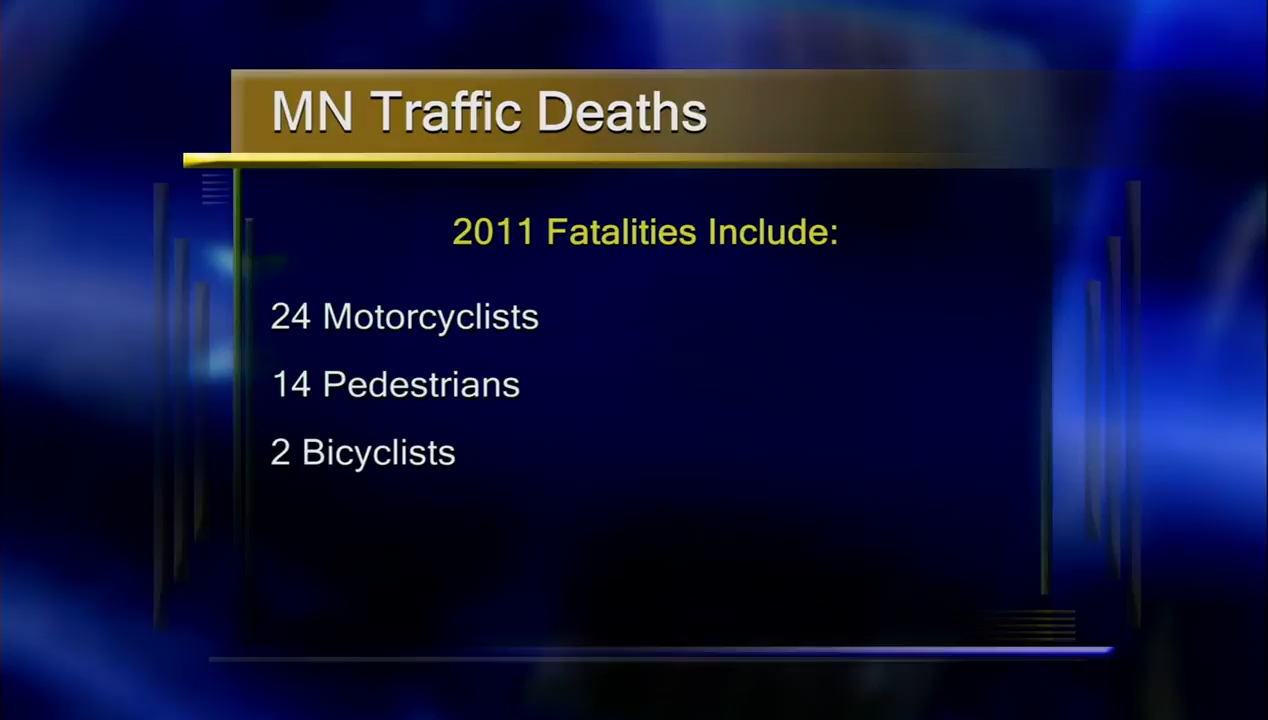 MN Traffic Deaths
2011 Fatalities Include:
24 Motorcyclists
14 Pedestrians
2 Bicyclists